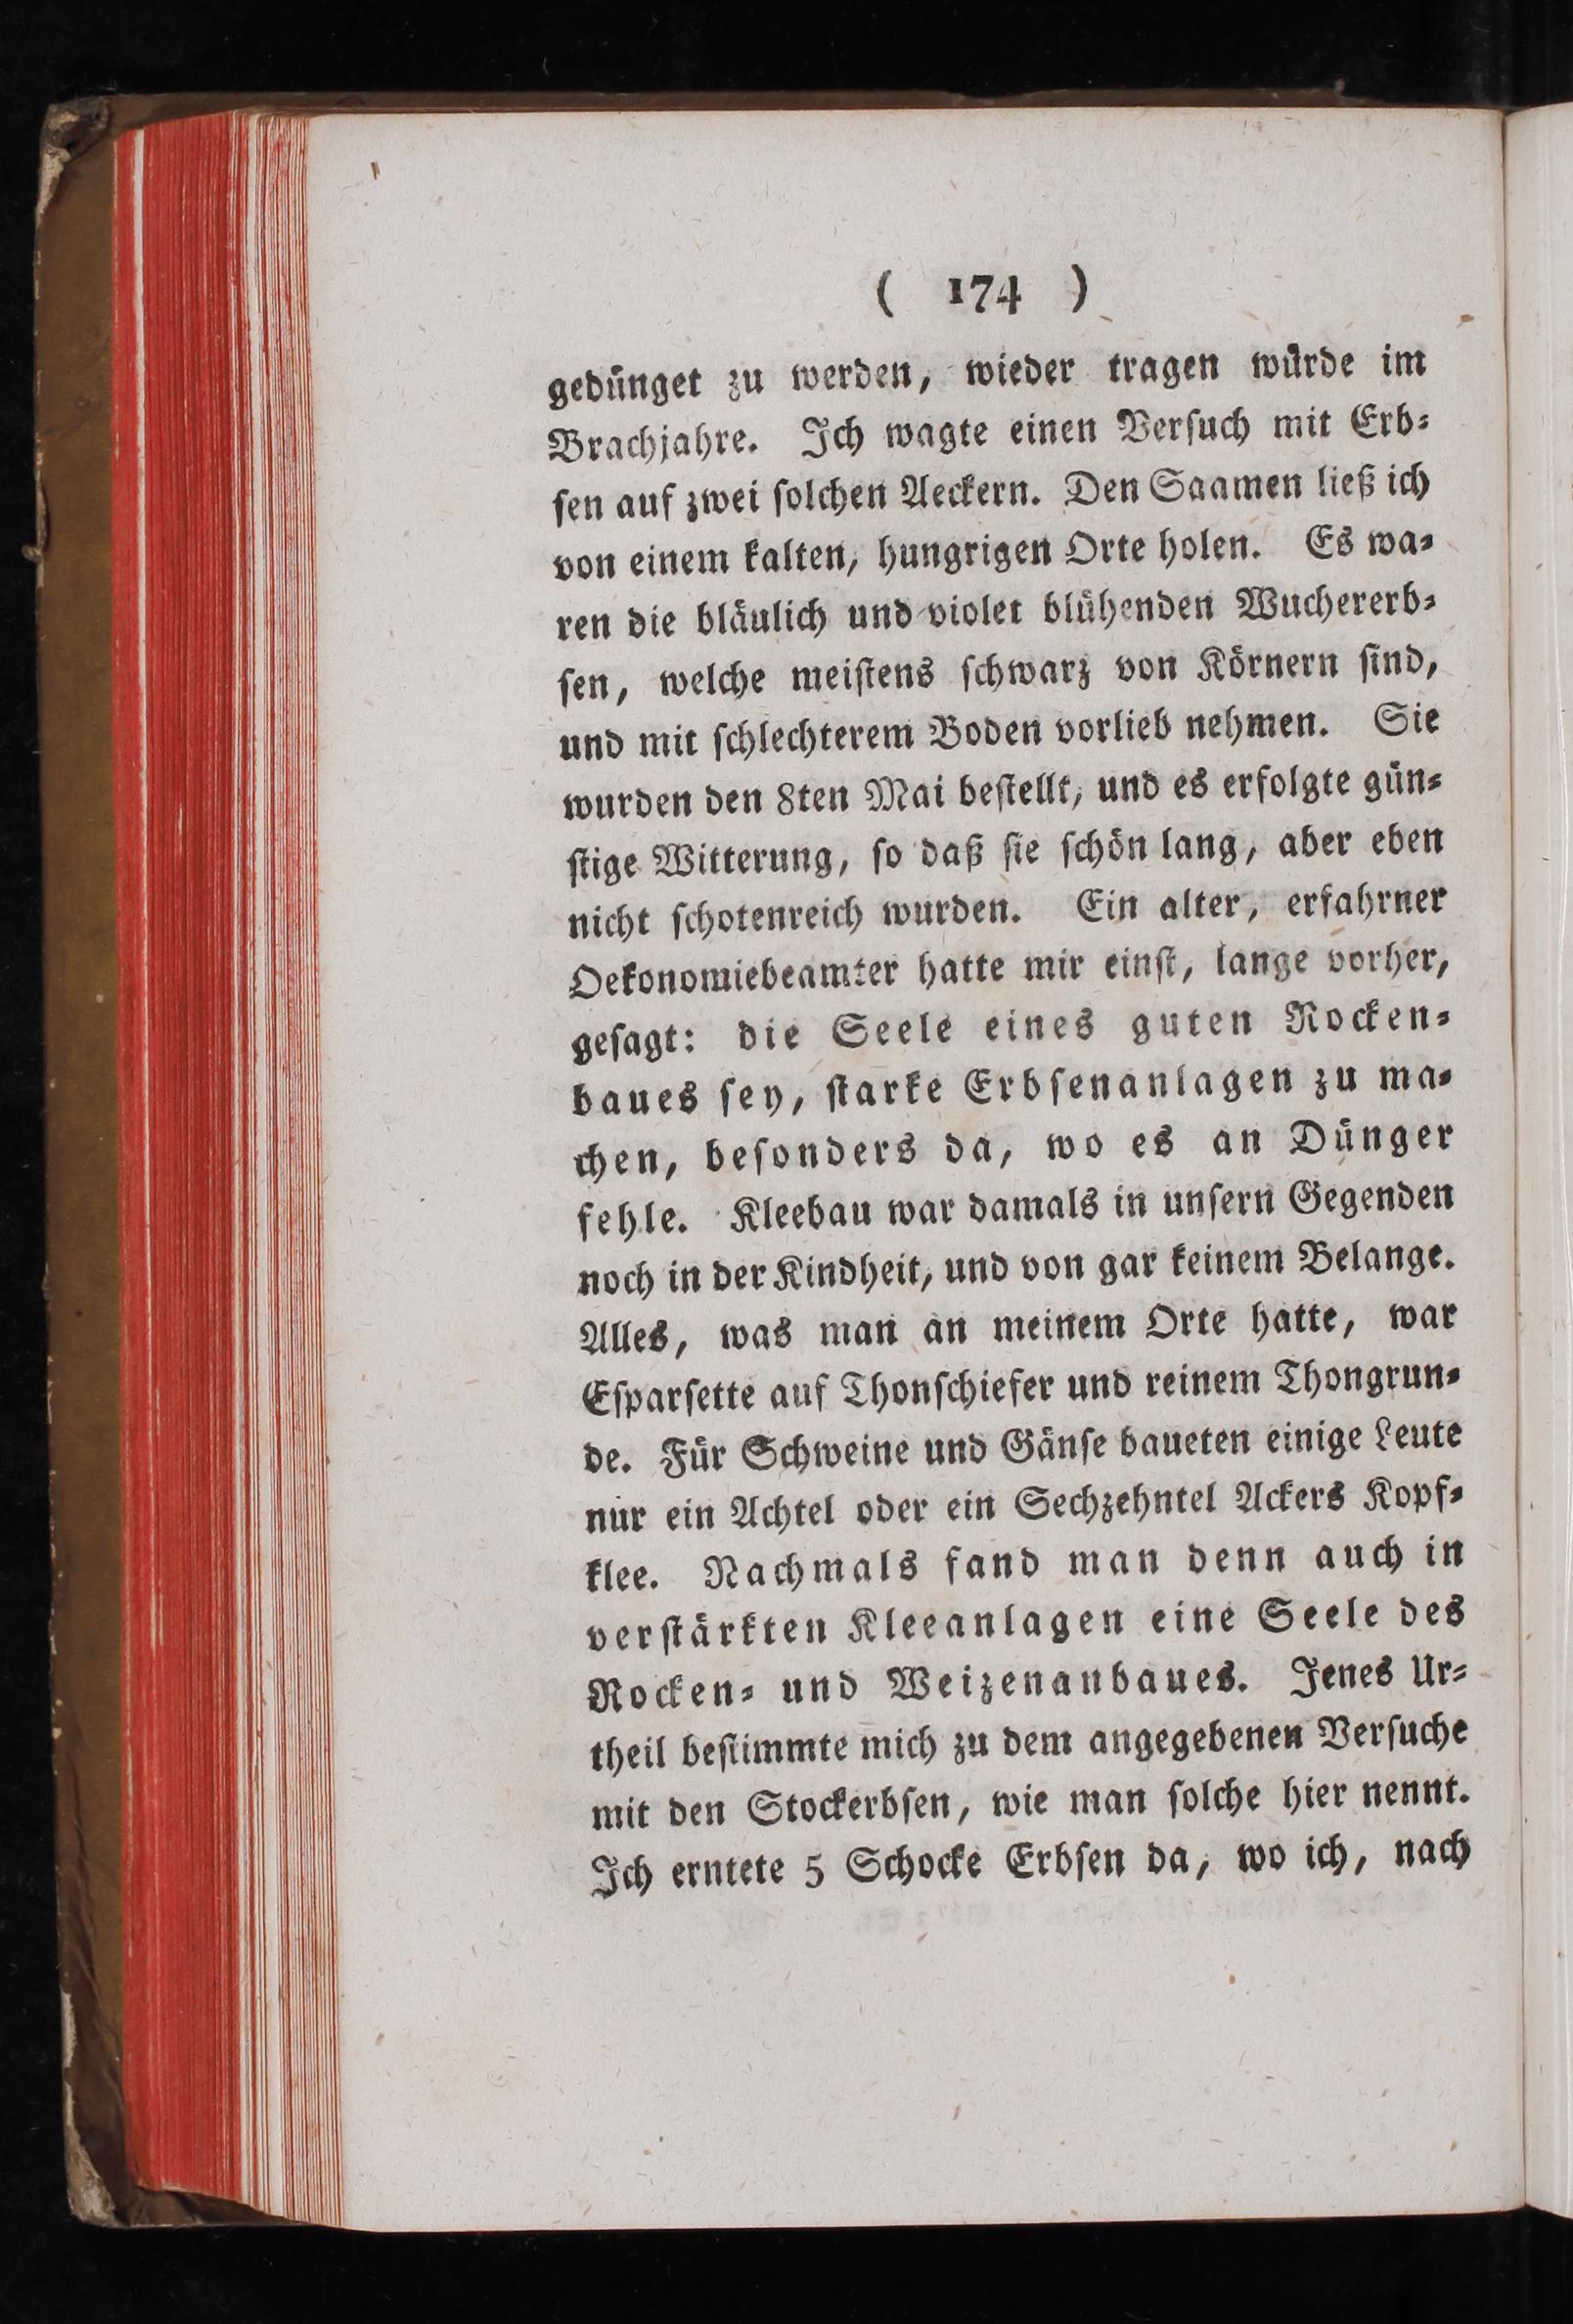 ( 174 )
gedünget zu werden, wieder tragen würde im
Brachjahre. Ich wagte einen Verſuch mit Erb⸗
ſen auf zwei ſolchen Aeckern. Den Saamen ließ ich
von einem kalten, hungrigen Orte holen. Es wa⸗
ren die bläulich und violet blühenden Wuchererb⸗
ſen, welche meiſtens ſchwarz von Körnern ſind,
und mit ſchlechterem Boden vorlieb nehmen. Sie
wurden den 8ten Mai beſtellt, und es erfolgte gün⸗
ſtige Witterung, ſo daß ſie ſchön lang, aber eben
nicht ſchotenreich wurden. Ein alter, erfahrner
Oekonomiebeamter hatte mir einſt, lange vorher,
geſagt: die Seele eines guten Rocken⸗
baues ſey, ſtarke Erbſenanlagen zu ma⸗
chen, beſonders da, wo es an Dünger
fehle. Kleebau war damals in unſern Gegenden
noch in der Kindheit, und von gar keinem Belange.
Alles, was man an meinem Orte hatte, war
Eſparſette auf Thonſchiefer und reinem Thongrun⸗
de. Für Schweine und Gänſe baueten einige Leute
nur ein Achtel oder ein Sechzehntel Ackers Kopf⸗
klee. Nachmals fand man denn auch in
verſtärkten Kleeanlagen eine Seele des
Rocken⸗ und Weizenanbaues. Jenes Ur⸗
theil beſtimmte mich zu dem angegebenen Verſuche
mit den Stockerbſen, wie man ſolche hier nennt.
Ich erntete 5 Schocke Erbſen da, wo ich, nach